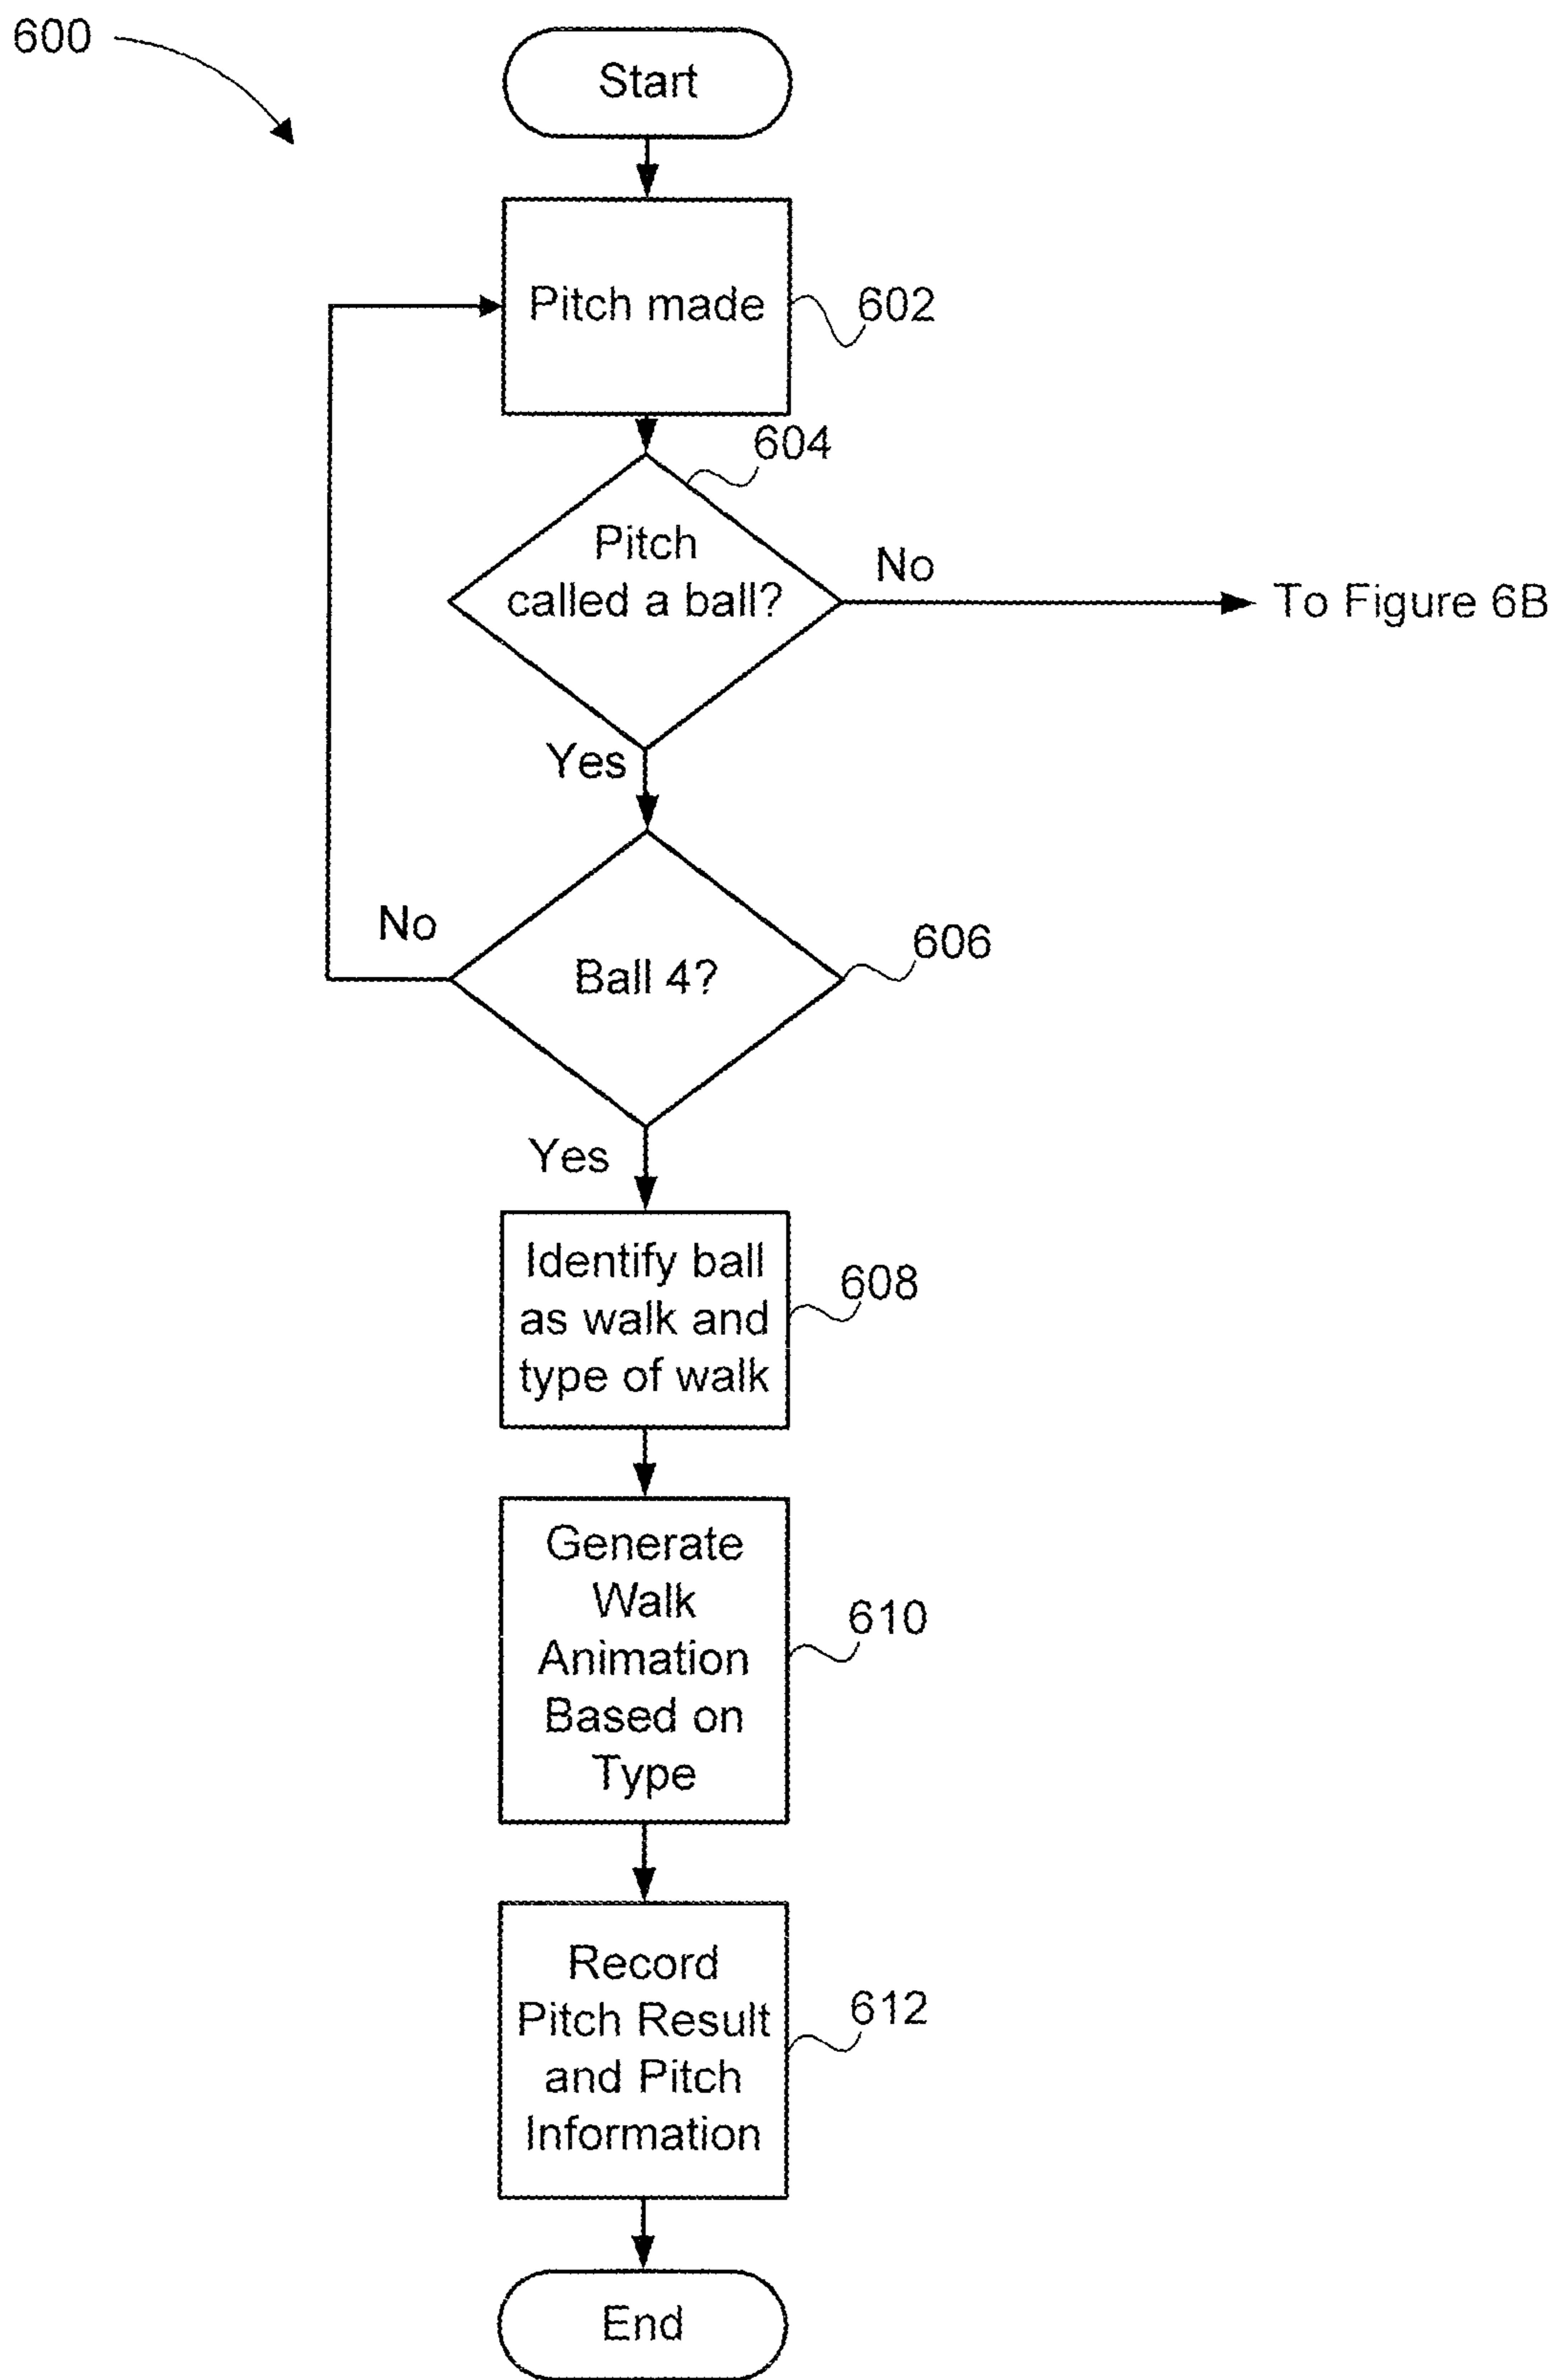 600
Start
Pitch made
602
604
Pitch
called a ball?
No
To Figure 6B
Yes
No
Ball 4?
606
Yes
Identify ball
as walk and
type of walk
608
Generate
Walk
Animation
Based on
Type
610
Record
Pitch Result
and Pitch
Information
612
End